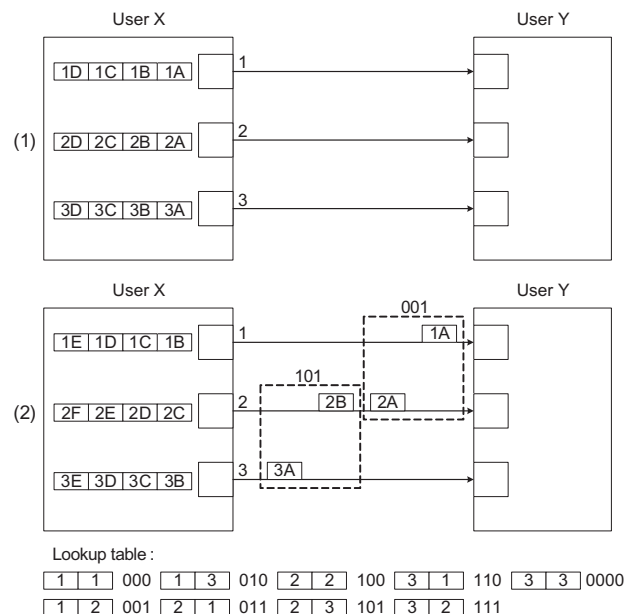 User X User Y
1D 1C 1B 1A 1
(1) 2D 2C 2B 2A 2
3D 3C 3B 3A 3
User X User Y
001
1E 1D 1C 1B 1 1A
101
(2) 2F 2E 2D 2C 2 2B 2A
3E 3D 3C 3B 3 3A
Lookup table :
1 1 000 1 3 010 2 2 100 3 1 110 3 3 0000
1 2 001 2 1 011 2 3 101 3 2 111